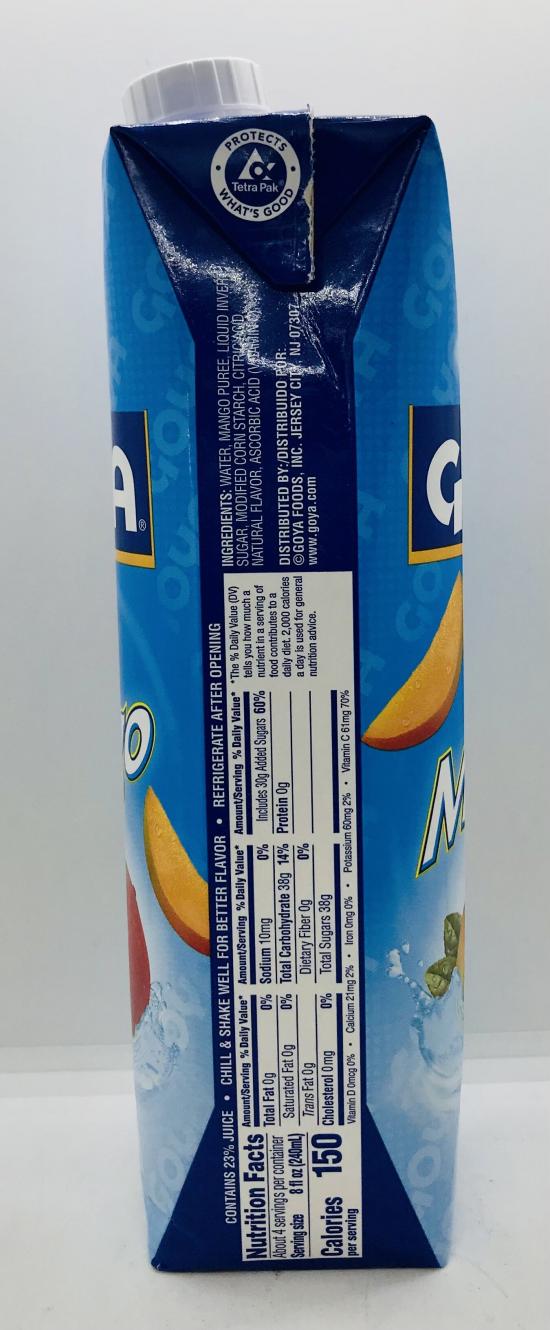 PROTECTS
Tetra Pak
WHAT'S GOOD
CONTAINS 23% JUICE • CHILL & SHAKE WELL FOR BETTER FLAVOR • REFRIGERATE AFTER OPENING
Nutrition Facts
About 4 servings per container
Serving size 8 fl oz (240mL)
Calories 150
per serving
Amount/Serving % Daily Value*
Total Fat 0g 0%
Saturated Fat 0g 0%
Trans Fat 0g
Cholesterol 0mg 0%
Amount/Serving % Daily Value*
Sodium 10mg 0%
Total Carbohydrate 38g 14%
Dietary Fiber 0g 0%
Total Sugars 38g
Amount/Serving % Daily Value*
Includes 30g Added Sugars 60%
Protein 0g
Vitamin D 0mcg 0% • Calcium 21mg 2% • Iron 0mg 0% • Potassium 60mg 2% • Vitamin C 61mg 70%
*The % Daily Value (DV)
tells you how much a
nutrient in a serving of
food contributes to a
daily diet. 2,000 calories
a day is used for general
nutrition advice.
INGREDIENTS: WATER, MANGO PUREE, LIQUID INVERT
SUGAR, MODIFIED CORN STARCH, CITRIC ACID,
NATURAL FLAVOR, ASCORBIC ACID
DISTRIBUTED BY:/DISTRIBUIDO POR:
©GOYA FOODS, INC. JERSEY CITY, NJ 07307
www.goya.com
A®
G
M